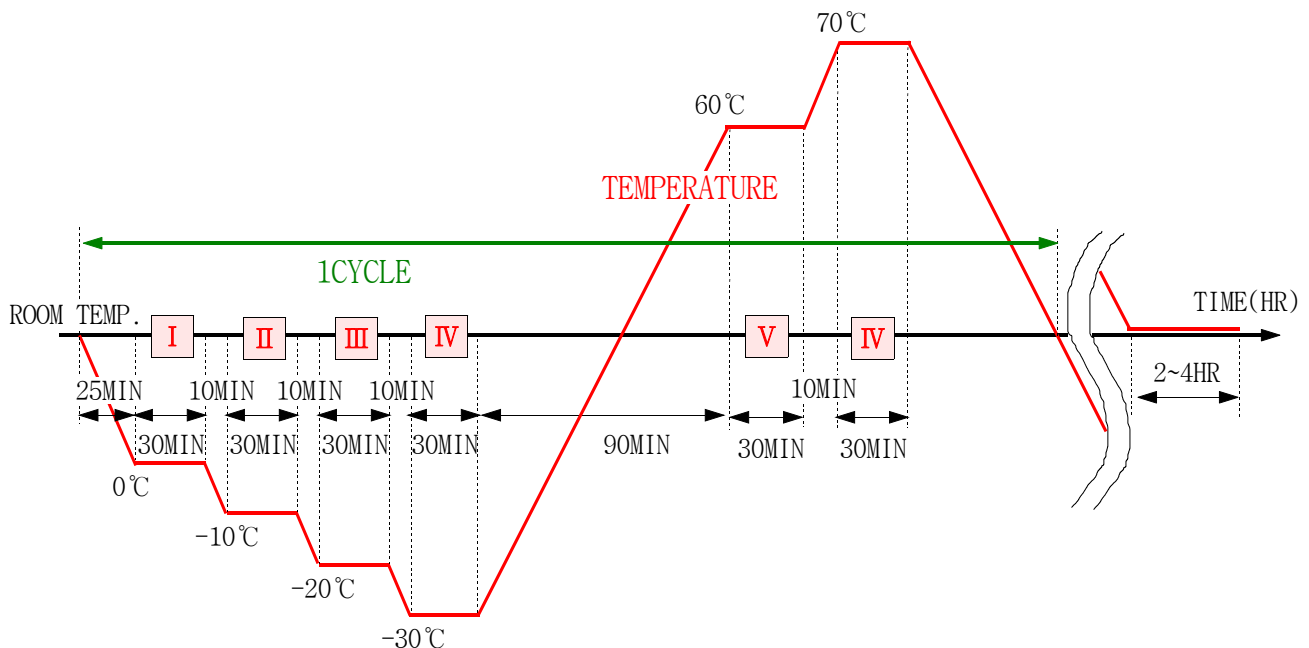 70℃
60℃
TEMPERATURE
1CYCLE
ROOM TEMP.
TIME(HR)
Ⅰ
Ⅱ
Ⅲ
Ⅳ
Ⅴ
Ⅳ
25MIN
10MIN
10MIN
10MIN
10MIN
2~4HR
30MIN
30MIN
30MIN
30MIN
90MIN
30MIN
30MIN
0℃
-10℃
-20℃
-30℃